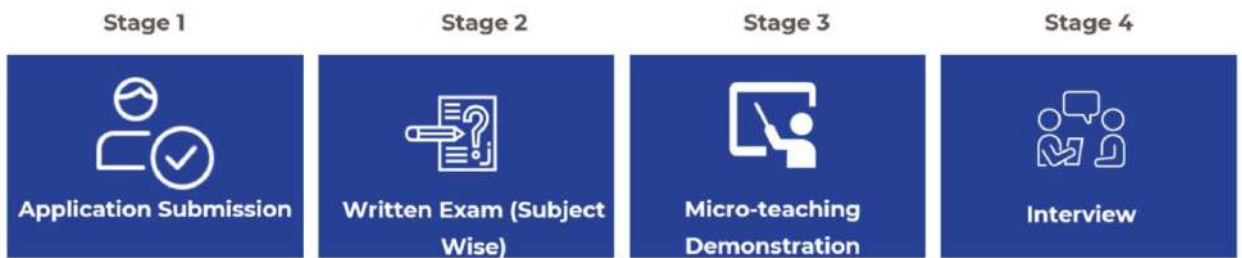 Stage 1
Stage 2
Stage 3
Stage 4
Application Submission
Written Exam (Subject
Wise)
Micro-teaching
Demonstration
Interview